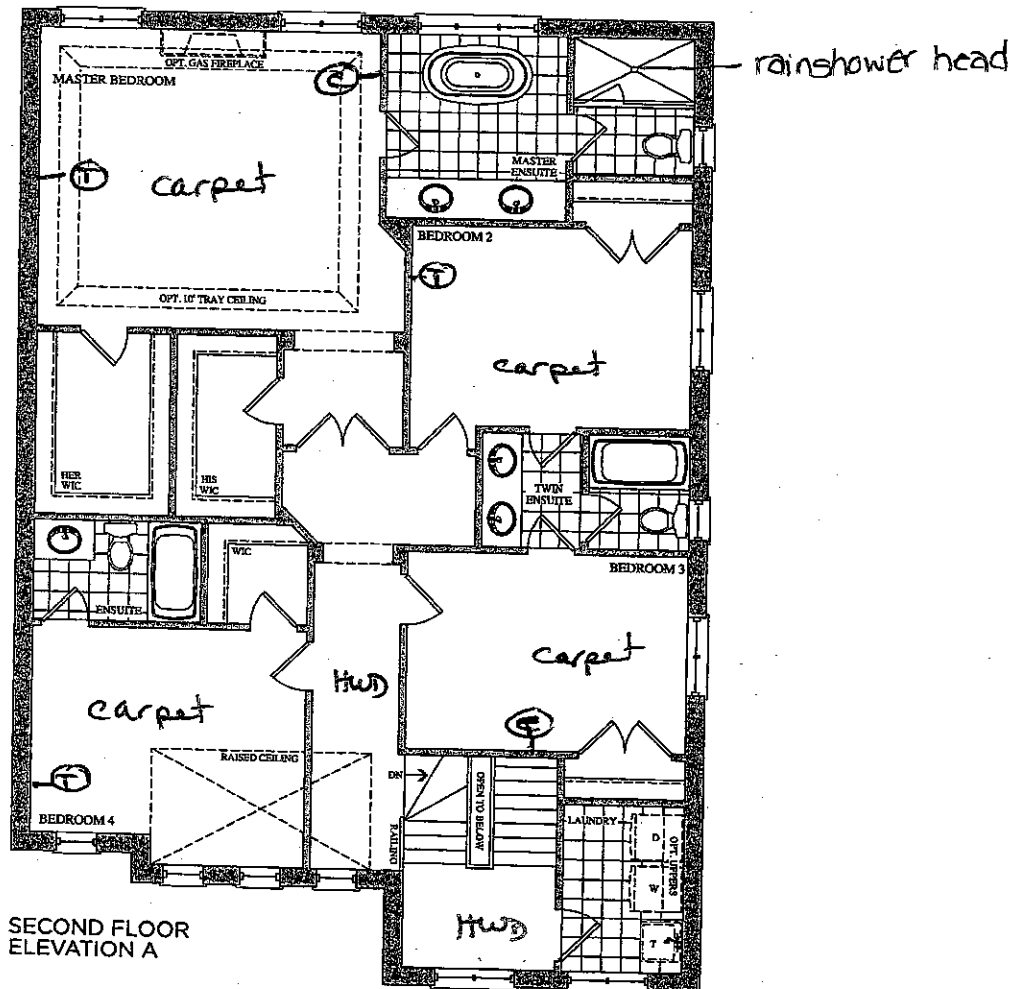 OPT. GAS FIREPLACE
MASTER BEDROOM
C
rainshower head
T
carpet
MASTER
ENSUITE
BEDROOM 2
T
OPT. 10' TRAY CEILING
carpet
HER
WIC
HIS
WIC
TWIN
ENSUITE
WIC
ENSUITE
BEDROOM 3
carpet
HWD
carpet
RAISED CEILING
T
BEDROOM 4
DN
OPEN TO BELOW
RAILING
LAUNDRY
D
OPT. UPPERS
W
T
HWD
SECOND FLOOR
ELEVATION A